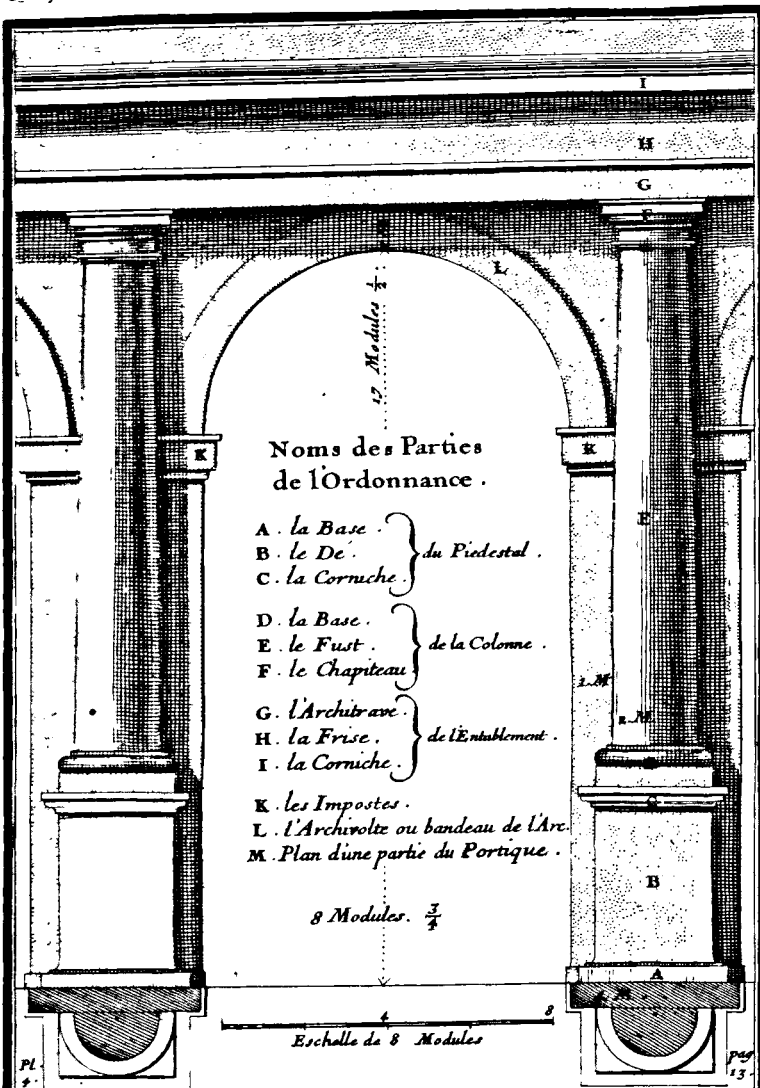 I
H
G
F
L
17 Modules 1/2
K
K
Noms des Parties
de l'Ordonnance .
E
A . la Base .
B . le De .
C . la Corniche .
du Piedestal .
D . la Base .
E . le Fust .
F . le Chapiteau
de la Colonne .
G . l'Architrave .
H . la Frise .
I . la Corniche .
de l'Entablement .
K . les Impostes .
L . l'Archivolte ou bandeau de l'Arc .
M . Plan d'une partie du Portique .
C
B
8 Modules . 3/4
A
4
8
Eschelle de 8 Modules
Pl .
4
pag
13 .